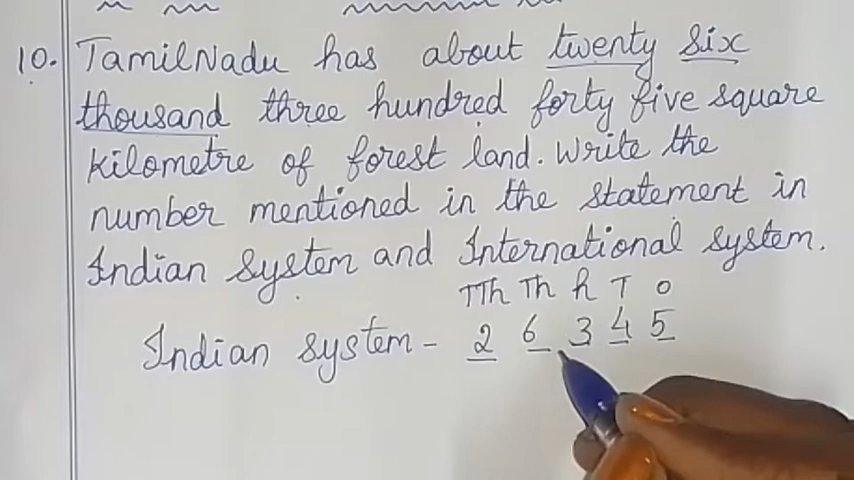 10. TamilNadu has about twenty six
thousand three hundred forty five square
kilometre of forest land. Write the
number mentioned in the statement in
Indian system and International system.
TTh Th h T O
Indian system - 2 6 3 4 5